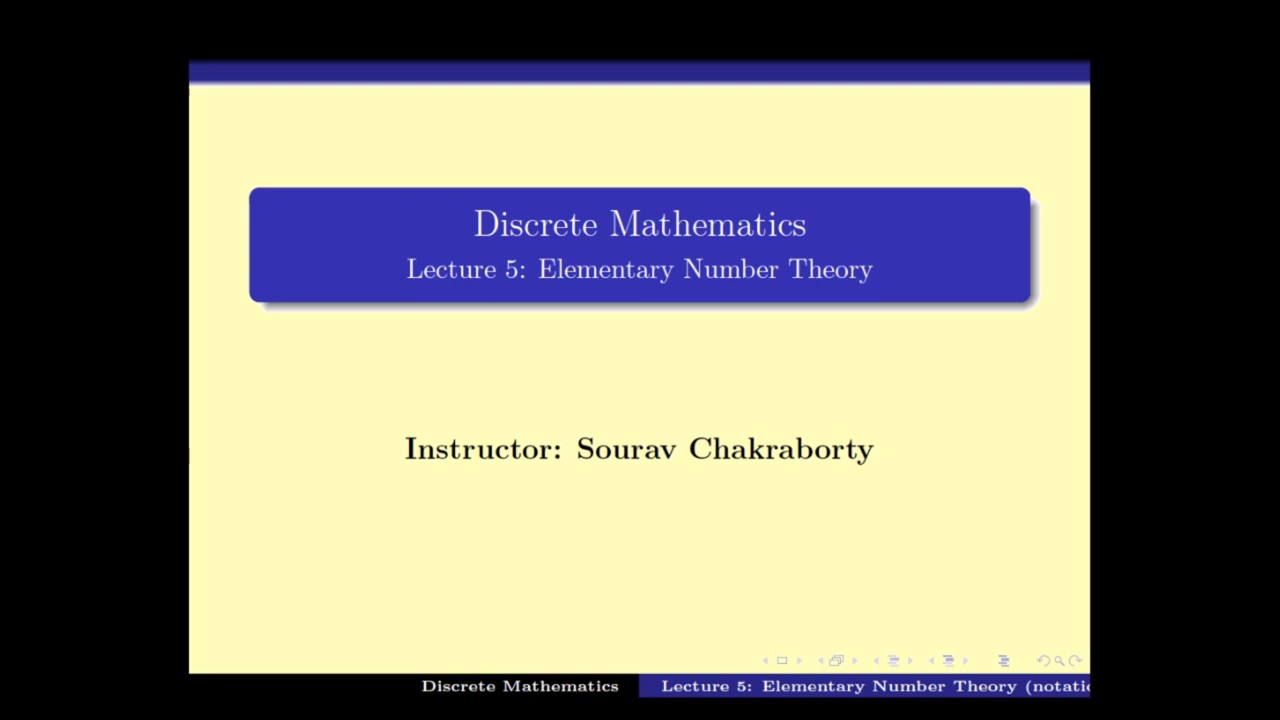 Discrete Mathematics
Lecture 5: Elementary Number Theory
Instructor: Sourav Chakraborty
Discrete Mathematics
Lecture 5: Elementary Number Theory